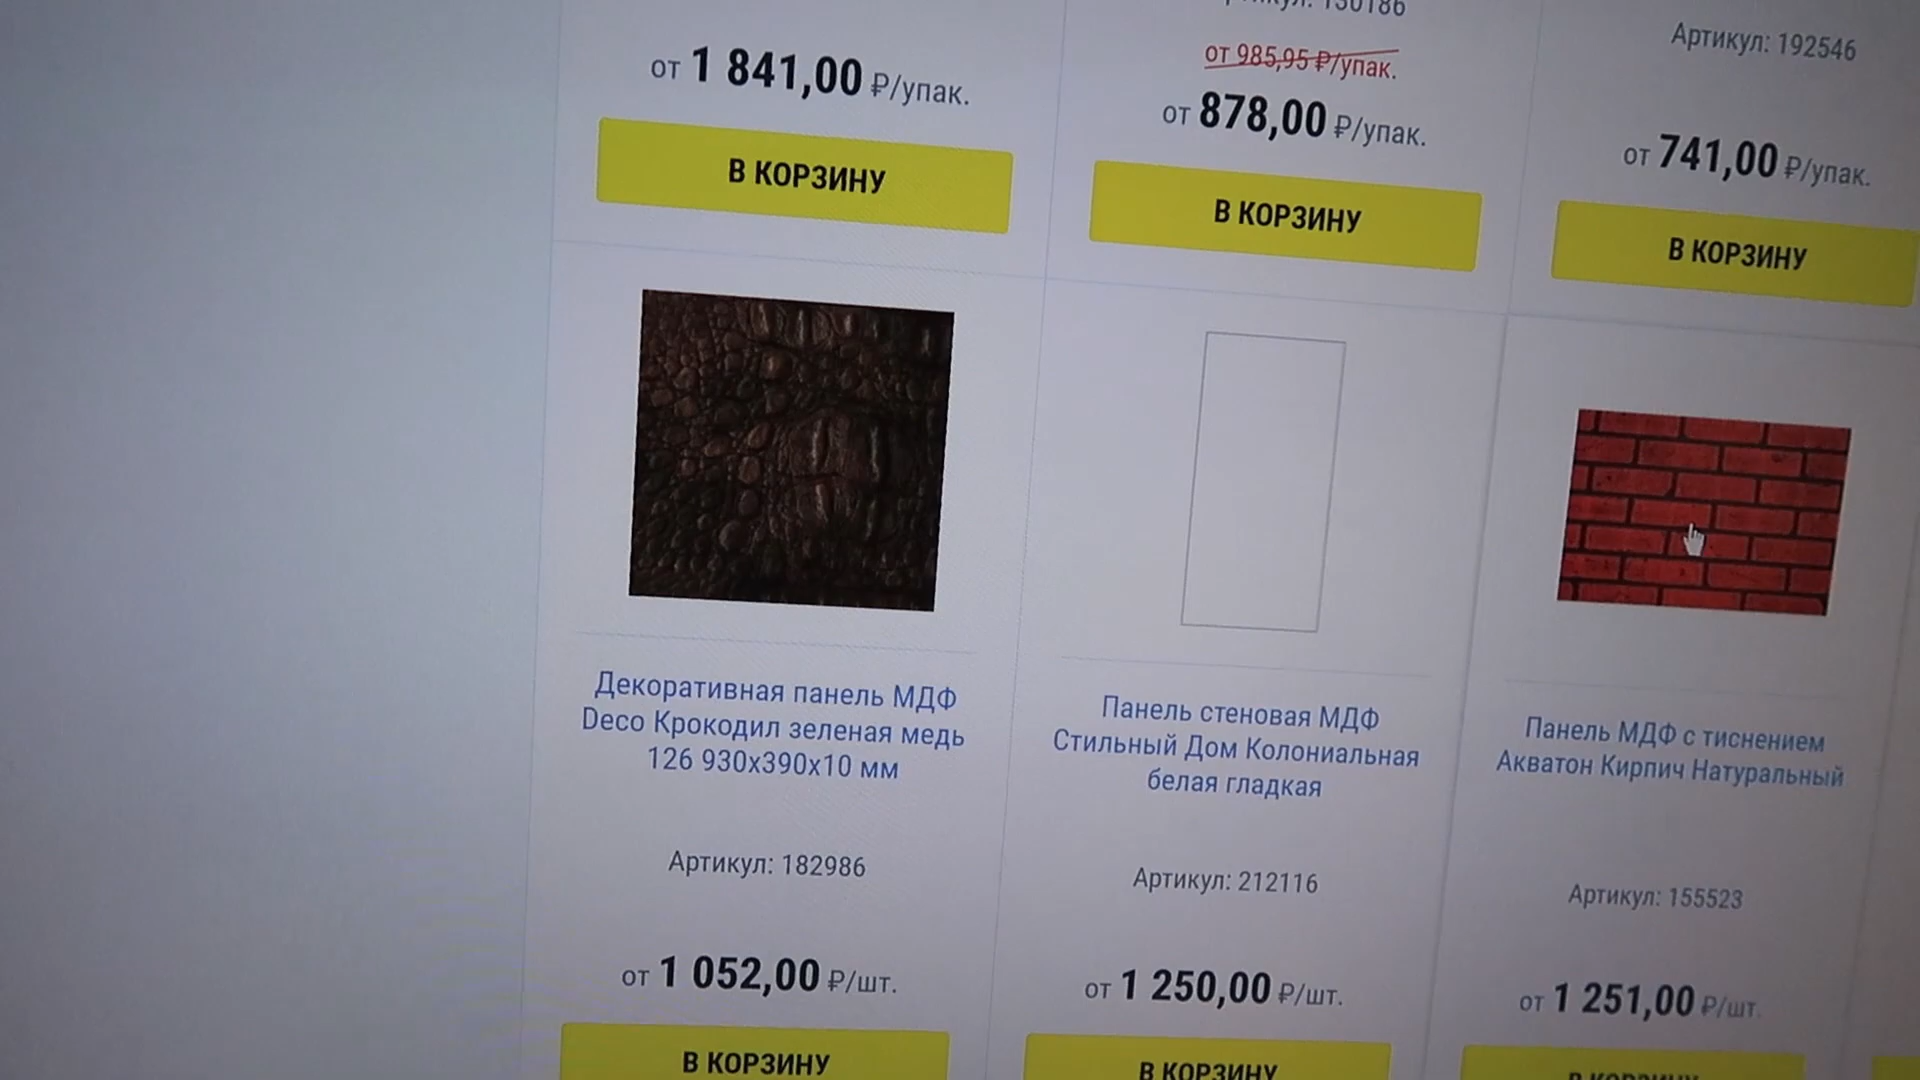 130186
Артикул: 192546
от 985,95 ₽/упак.
от 1 841,00 ₽/упак.
от 878,00 ₽/упак.
от 741,00 ₽/упак.
В КОРЗИНУ
В КОРЗИНУ
В КОРЗИНУ
Декоративная панель МДФ
Deco Крокодил зеленая медь
126 930х390х10 мм
Артикул: 182986
от 1 052,00 ₽/шт.
В КОРЗИНУ
Панель стеновая МДФ
Стильный Дом Колониальная
белая гладкая
Артикул: 212116
от 1 250,00 ₽/шт.
В КОРЗИНУ
Панель МДФ с тиснением
Акватон Кирпич Натуральный
Артикул: 155523
от 1 251,00 ₽/шт.